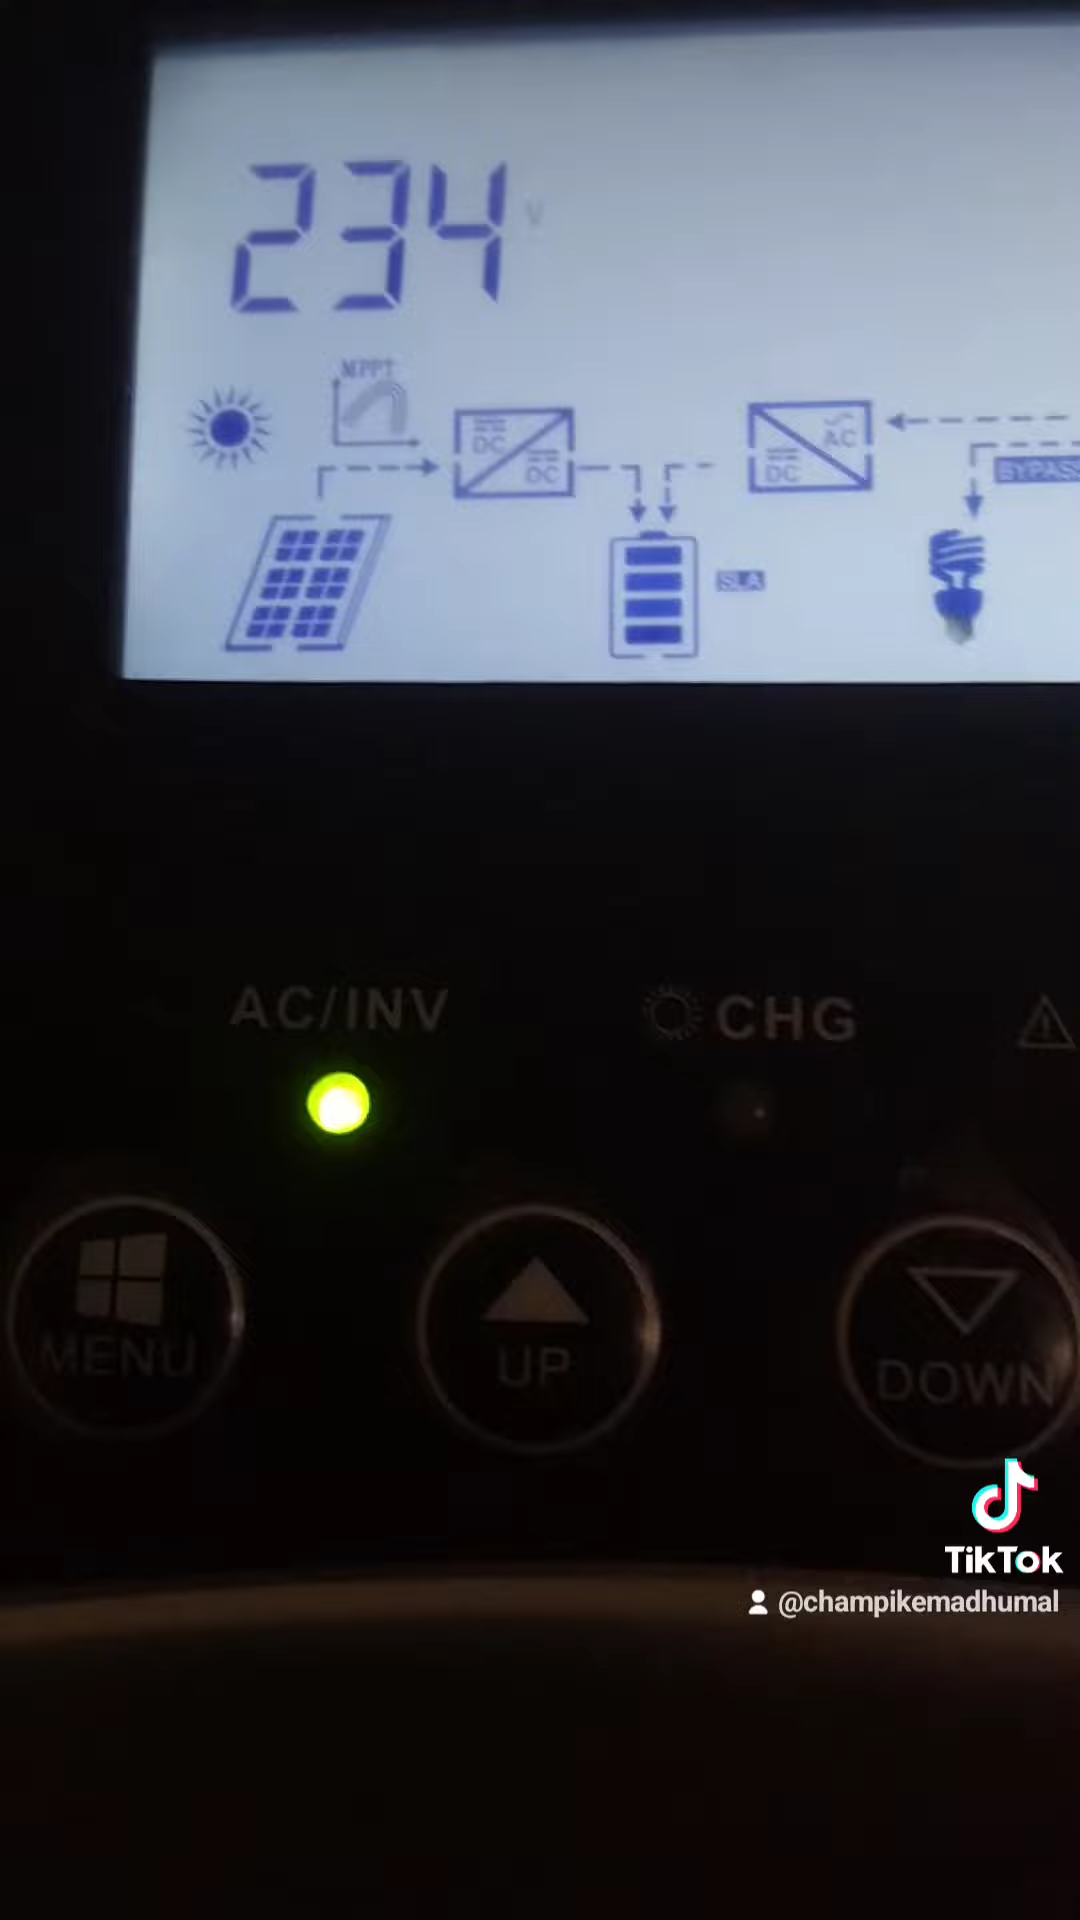 234 V
MPPT
DC
DC
AC
DC
BYPASS
SLA
AC/INV
CHG
MENU
UP
DOWN
TikTok
@champikemadhumal